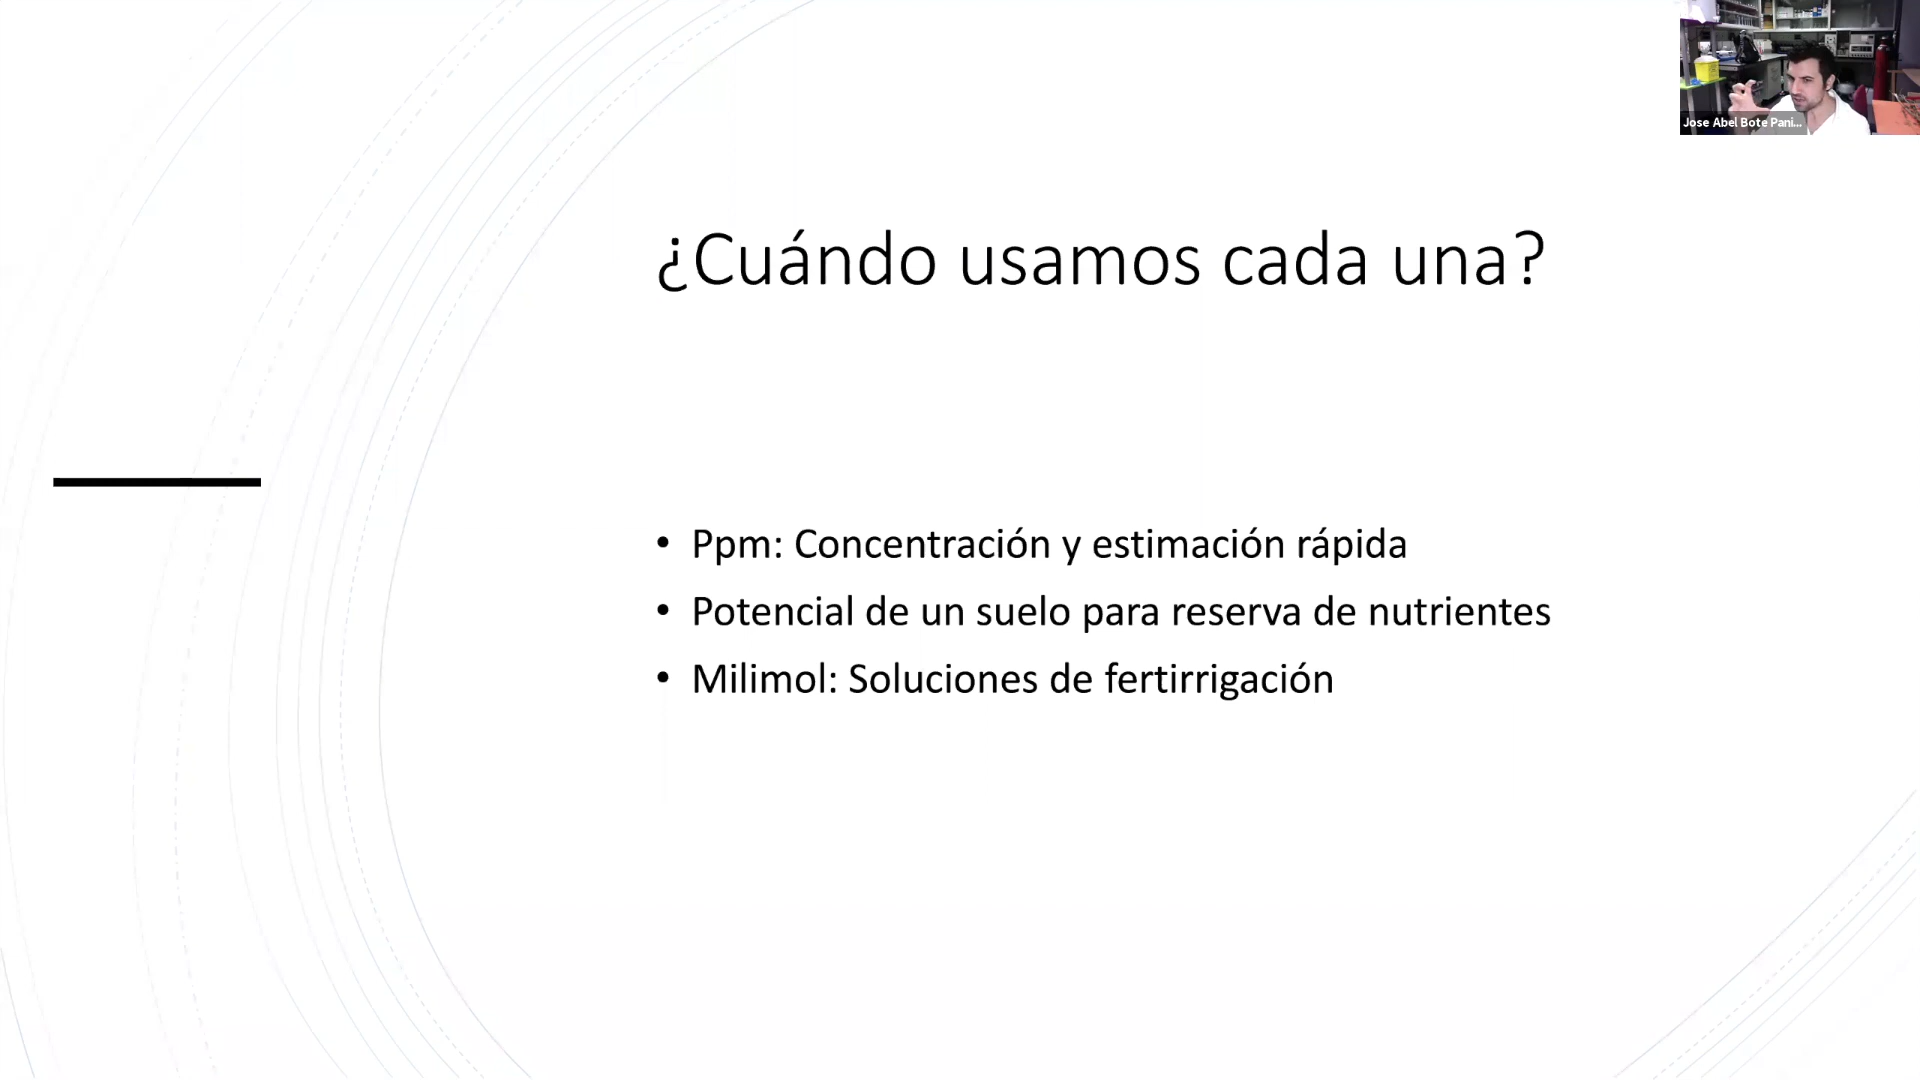 Jose Abel Bote Pani...
¿Cuándo usamos cada una?
• Ppm: Concentración y estimación rápida
• Potencial de un suelo para reserva de nutrientes
• Milimol: Soluciones de fertirrigación